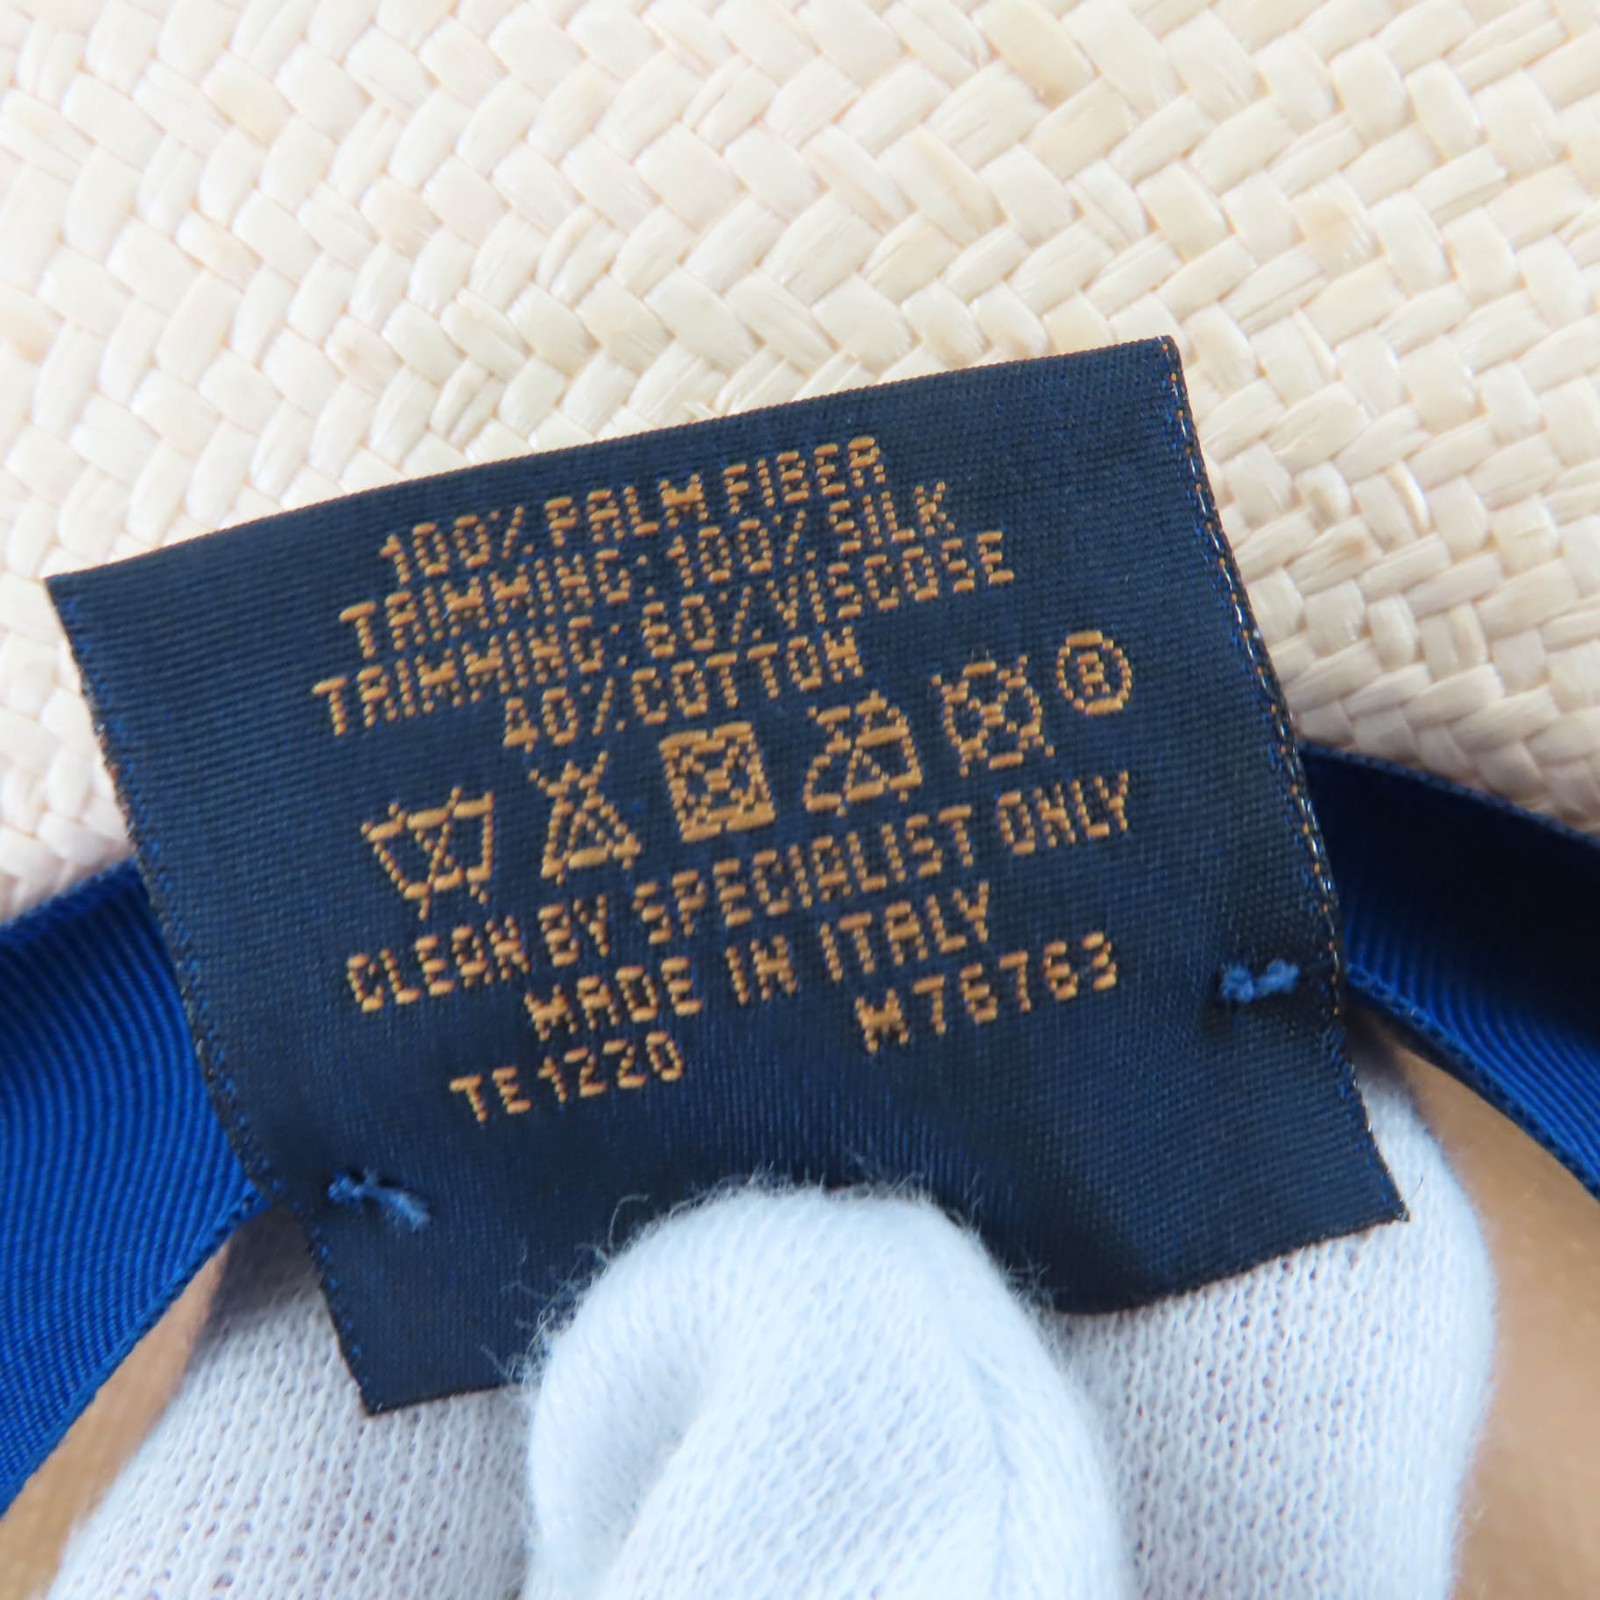 100% PALM FIBER
TRIMMING: 100% SILK
TRIMMING: 60% VISCOSE
40% COTTON
®
CLEAN BY SPECIALIST ONLY
MADE IN ITALY
TE1220 M76763